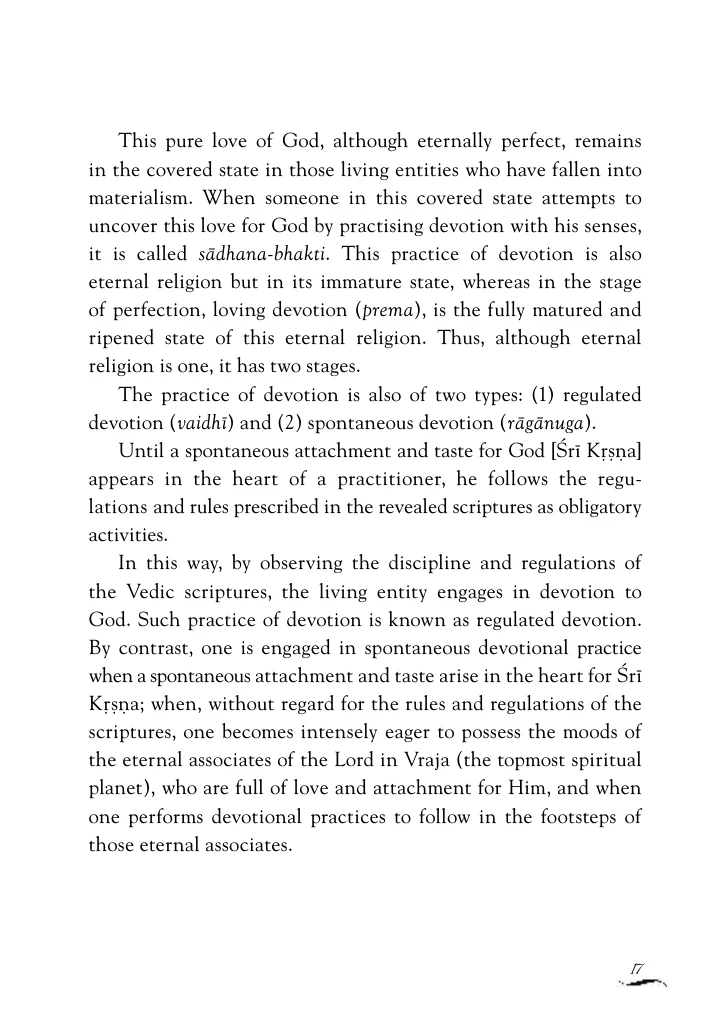 This pure love of God, although eternally perfect, remains
in the covered state in those living entities who have fallen into
materialism. When someone in this covered state attempts to
uncover this love for God by practising devotion with his senses,
it is called sādhana-bhakti. This practice of devotion is also
eternal religion but in its immature state, whereas in the stage
of perfection, loving devotion (prema), is the fully matured and
ripened state of this eternal religion. Thus, although eternal
religion is one, it has two stages.
The practice of devotion is also of two types: (1) regulated
devotion (vaidhī) and (2) spontaneous devotion (rāgānuga).
Until a spontaneous attachment and taste for God [Śrī Kṛṣṇa]
appears in the heart of a practitioner, he follows the regu-
lations and rules prescribed in the revealed scriptures as obligatory
activities.
In this way, by observing the discipline and regulations of
the Vedic scriptures, the living entity engages in devotion to
God. Such practice of devotion is known as regulated devotion.
By contrast, one is engaged in spontaneous devotional practice
when a spontaneous attachment and taste arise in the heart for Śrī
Kṛṣṇa; when, without regard for the rules and regulations of the
scriptures, one becomes intensely eager to possess the moods of
the eternal associates of the Lord in Vraja (the topmost spiritual
planet), who are full of love and attachment for Him, and when
one performs devotional practices to follow in the footsteps of
those eternal associates.
17